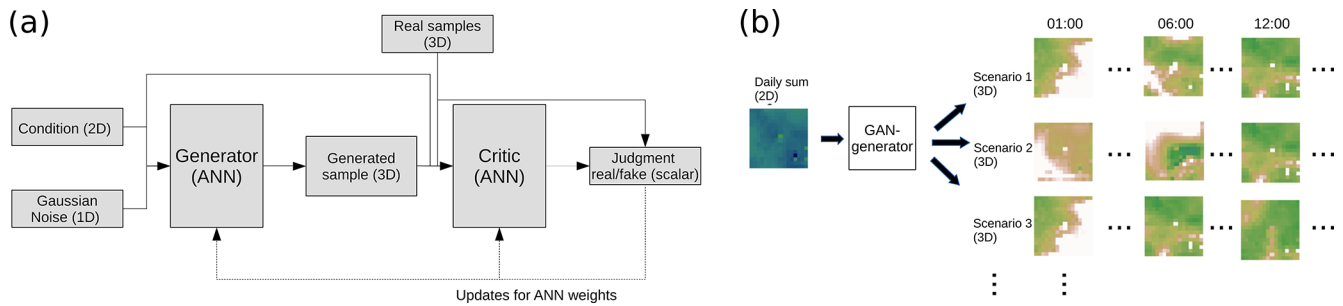 (a)
Real samples
(3D)
Condition (2D)
Gaussian
Noise (1D)
Generator
(ANN)
Generated
sample (3D)
Critic
(ANN)
Judgment
real/fake (scalar)
Updates for ANN weights
(b)
01:00
06:00
12:00
Daily sum
(2D)
GAN-
generator
Scenario 1
(3D)
Scenario 2
(3D)
Scenario 3
(3D)